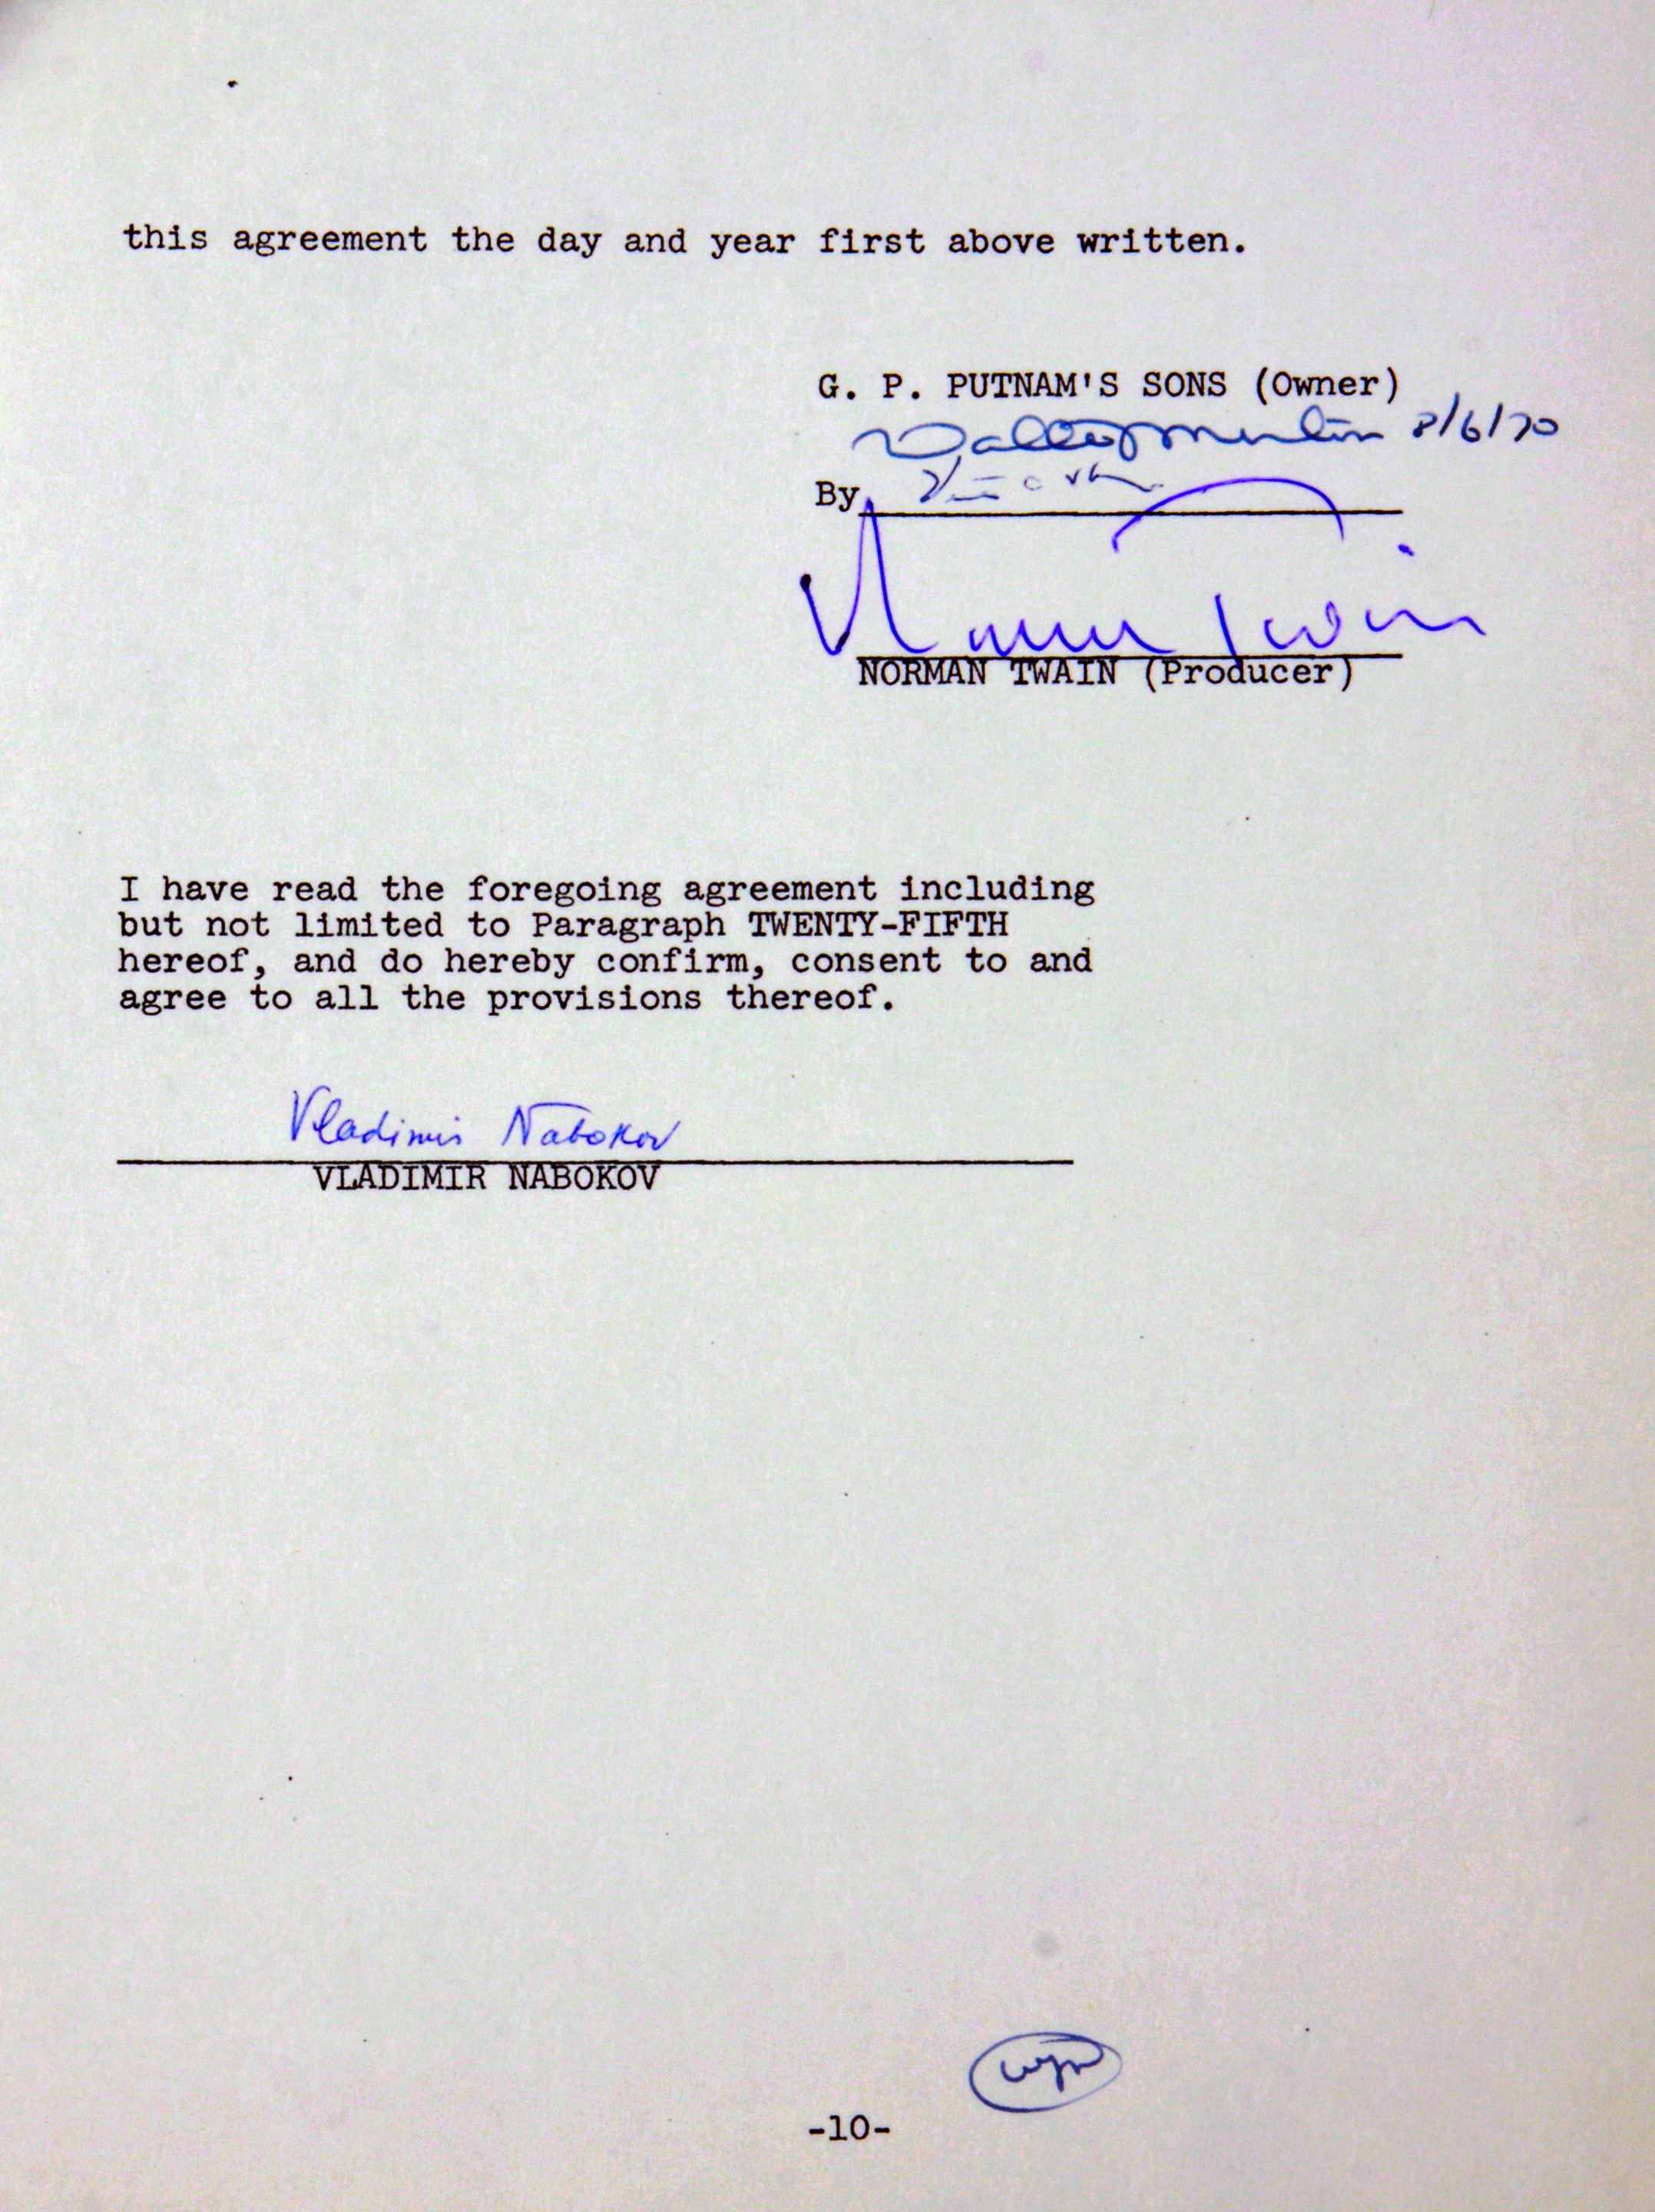 this agreement the day and year first above written.
G. P. PUTNAM'S SONS (Owner)
8/6/70
By
Norman Twain
NORMAN TWAIN (Producer)
I have read the foregoing agreement including
but not limited to Paragraph TWENTY-FIFTH
hereof, and do hereby confirm, consent to and
agree to all the provisions thereof.
Vladimir Nabokov
VLADIMIR NABOKOV
-10-